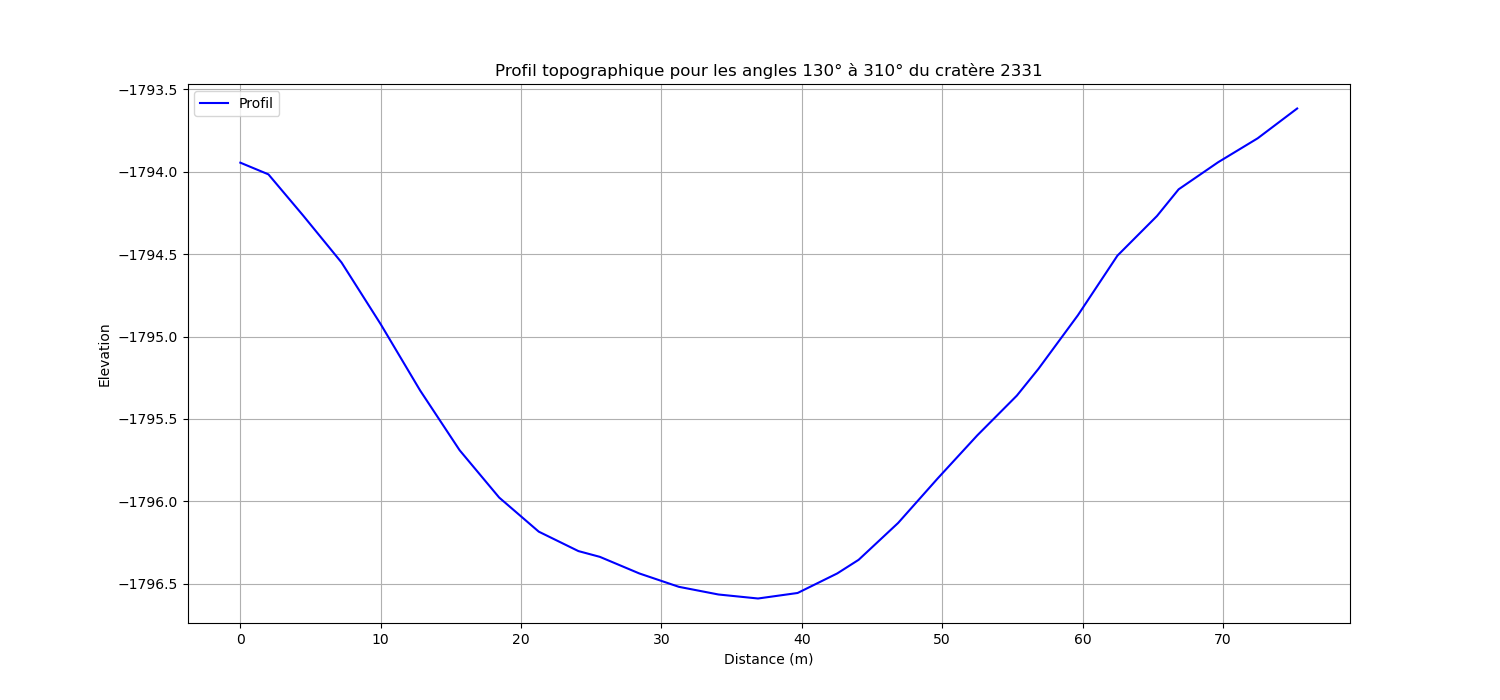 Profil topographique pour les angles 130° à 310° du cratère 2331
Profil
−1793.5
−1794.0
−1794.5
−1795.0
−1795.5
−1796.0
−1796.5
Elevation
0 10 20 30 40 50 60 70
Distance (m)